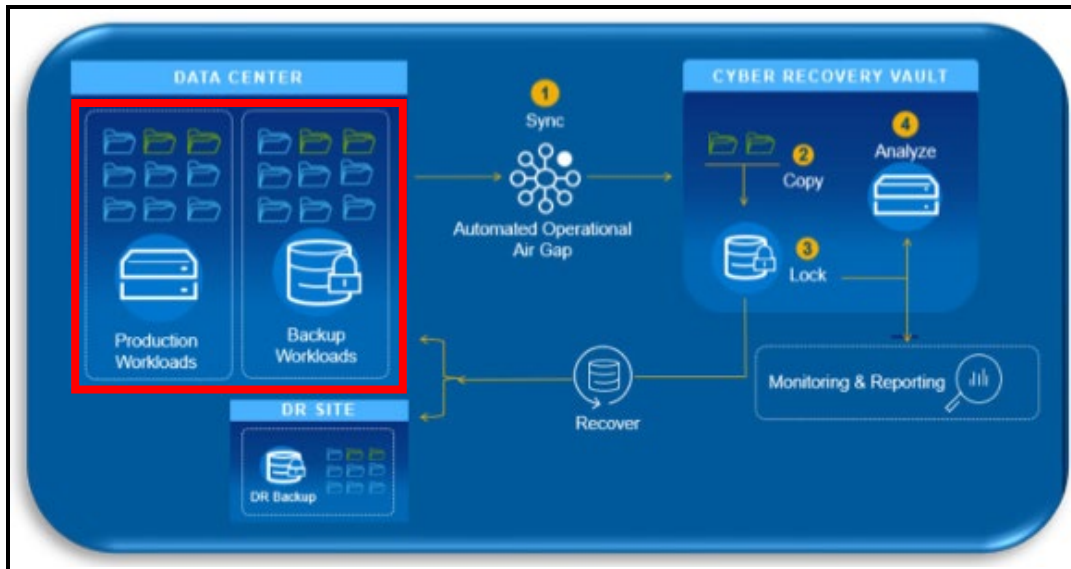 DATA CENTER
Production
Workloads
Backup
Workloads
1
Sync
Automated Operational
Air Gap
CYBER RECOVERY VAULT
2
Copy
3
Lock
4
Analyze
Monitoring & Reporting
Recover
DR SITE
DR Backup